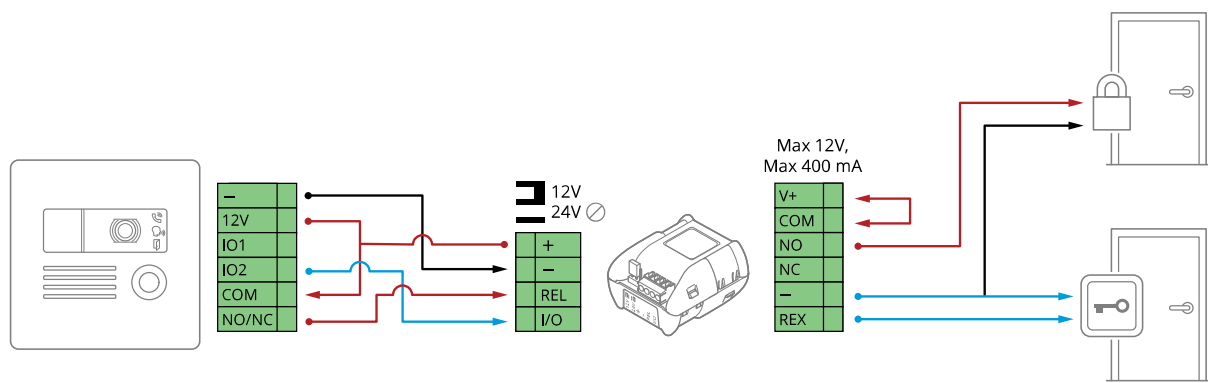 –
12V
IO1
IO2
COM
NO/NC
12V
24V
+
–
REL
I/O
Max 12V,
Max 400 mA
V+
COM
NO
NC
–
REX